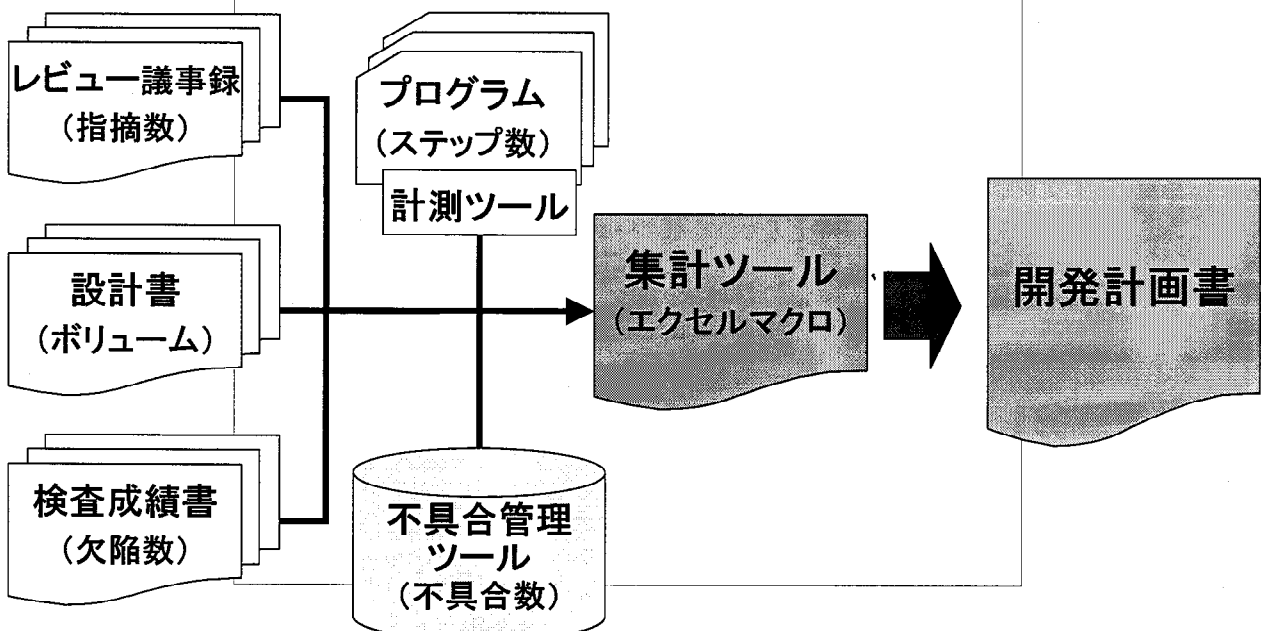 レビュー議事録
（指摘数）
プログラム
（ステップ数）
計測ツール
設計書
（ボリューム）
集計ツール
（エクセルマクロ）
開発計画書
検査成績書
（欠陥数）
不具合管理
ツール
（不具合数）